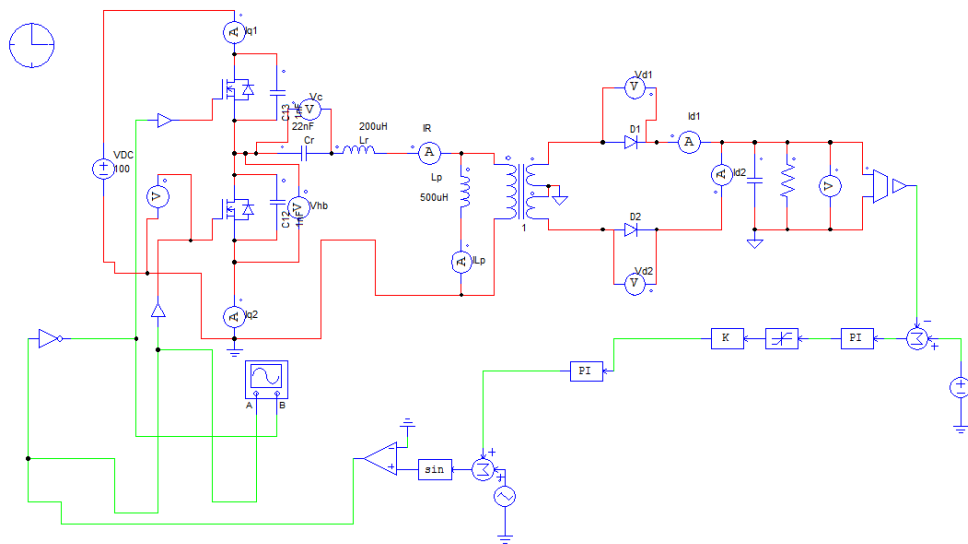 Iq1
A
Vd1
V
C13
1nF
Vc
V
22nF
Cr
200uH
Lr
IR
A
D1
Id1
A
VDC
100
Lp
500uH
Id2
A
V
V
C12
1nF
Vhb
V
1
D2
ILp
A
Vd2
V
Iq2
A
K
PI
PI
A
B
sin